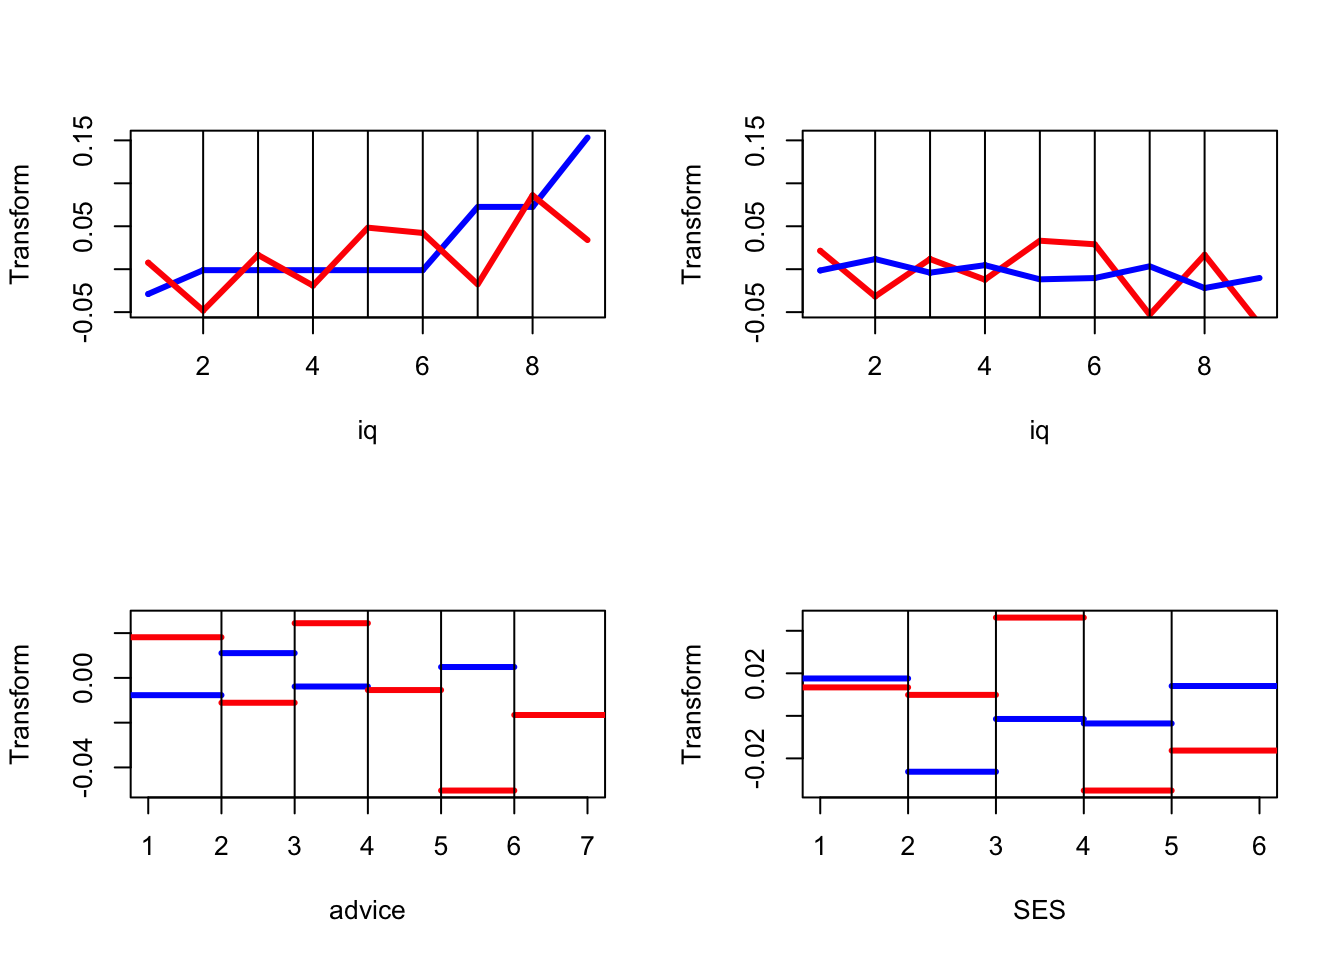 Transform
0.15
0.05
-0.05
2 4 6 8
iq
Transform
0.15
0.05
-0.05
2 4 6 8
iq
Transform
0.00
-0.04
1 2 3 4 5 6 7
advice
Transform
0.02
-0.02
1 2 3 4 5 6
SES